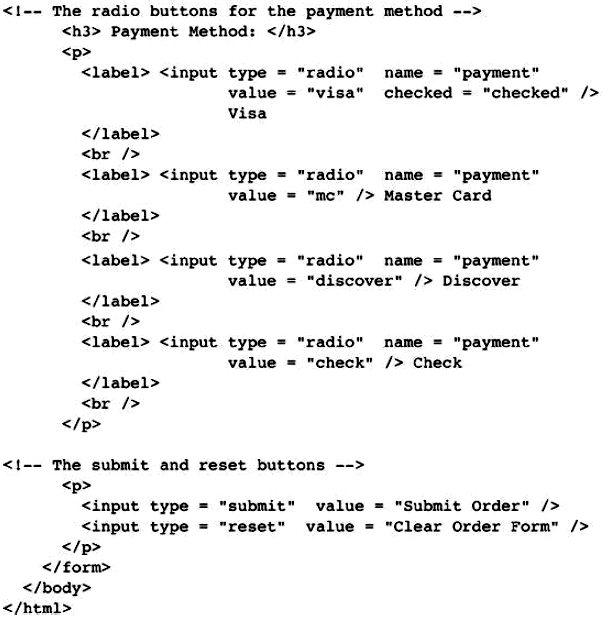 <!-- The radio buttons for the payment method -->
<h3> Payment Method: </h3>
<p>
<label> <input type = "radio"  name = "payment"
value = "visa"  checked = "checked" />
Visa
</label>
<br />
<label> <input type = "radio"  name = "payment"
value = "mc" /> Master Card
</label>
<br />
<label> <input type = "radio"  name = "payment"
value = "discover" /> Discover
</label>
<br />
<label> <input type = "radio"  name = "payment"
value = "check" /> Check
</label>
<br />
</p>
<!-- The submit and reset buttons -->
<p>
<input type = "submit"  value = "Submit Order" />
<input type = "reset"  value = "Clear Order Form" />
</p>
</form>
</body>
</html>